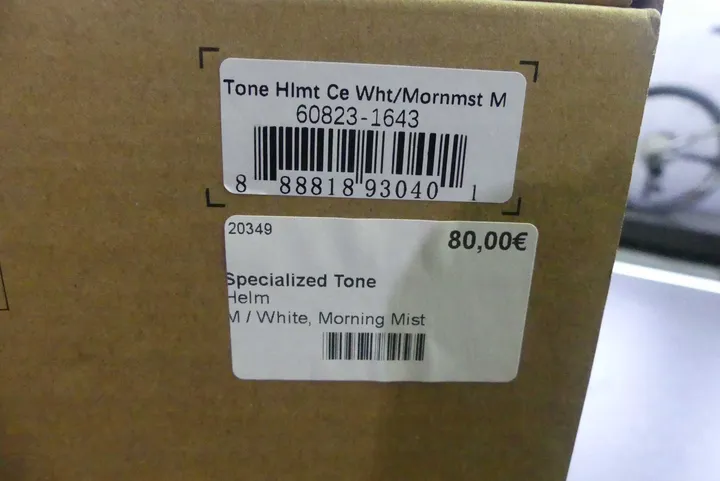 Tone Hlmt Ce Wht/Mornmst M
60823-1643
8 88818 93040 1
20349
80,00€
Specialized Tone
Helm
M / White, Morning Mist